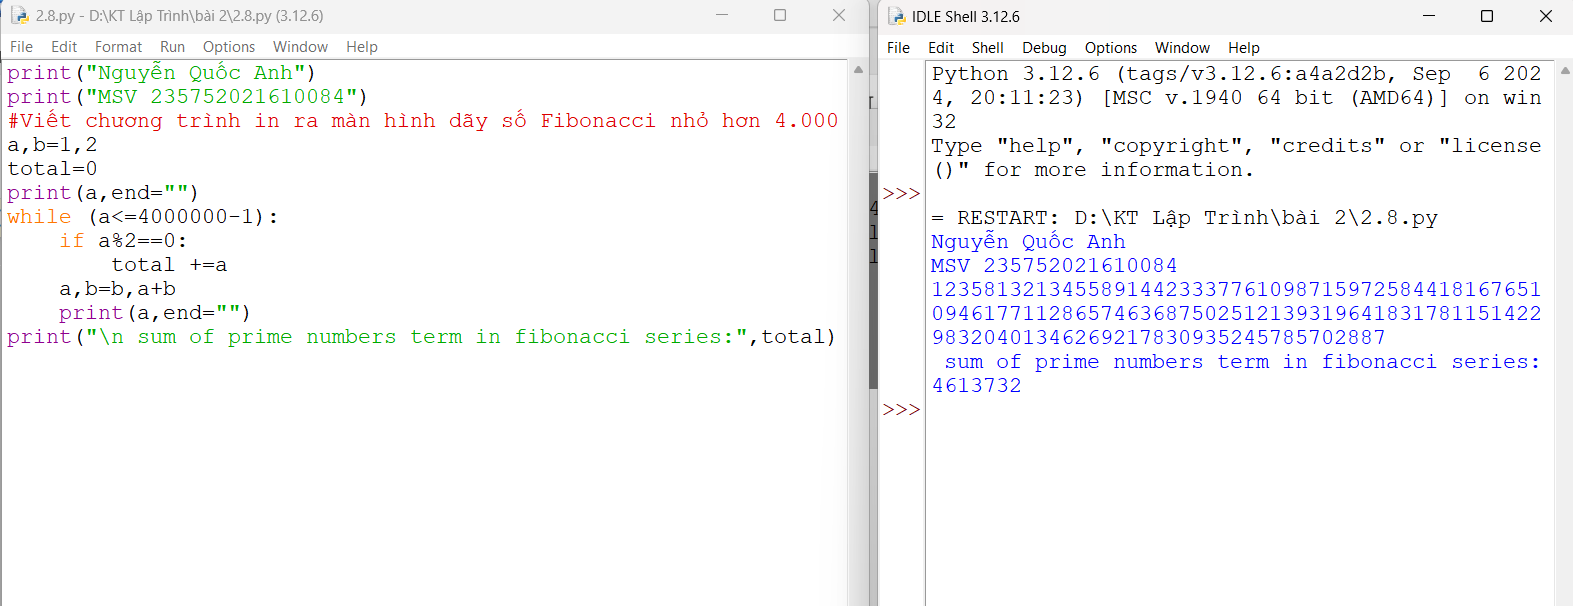 2.8.py - D:\KT Lập Trình\bài 2\2.8.py (3.12.6)
File Edit Format Run Options Window Help
print("Nguyễn Quốc Anh")
print("MSV 235752021610084")
#Viết chương trình in ra màn hình dãy số Fibonacci nhỏ hơn 4.000
a,b=1,2
total=0
print(a,end="")
while (a<=4000000-1):
    if a%2==0:
        total +=a
    a,b=b,a+b
    print(a,end="")
print("\n sum of prime numbers term in fibonacci series:",total)
IDLE Shell 3.12.6
File Edit Shell Debug Options Window Help
Python 3.12.6 (tags/v3.12.6:a4a2d2b, Sep  6 202
4, 20:11:23) [MSC v.1940 64 bit (AMD64)] on win
32
Type "help", "copyright", "credits" or "license
()" for more information.
>>>
= RESTART: D:\KT Lập Trình\bài 2\2.8.py
Nguyễn Quốc Anh
MSV 235752021610084
12358132134558914423337761098715972584418167651
09461771128657463687502512139319641831781151422
98320401346269217830935245785702887
 sum of prime numbers term in fibonacci series:
4613732
>>>